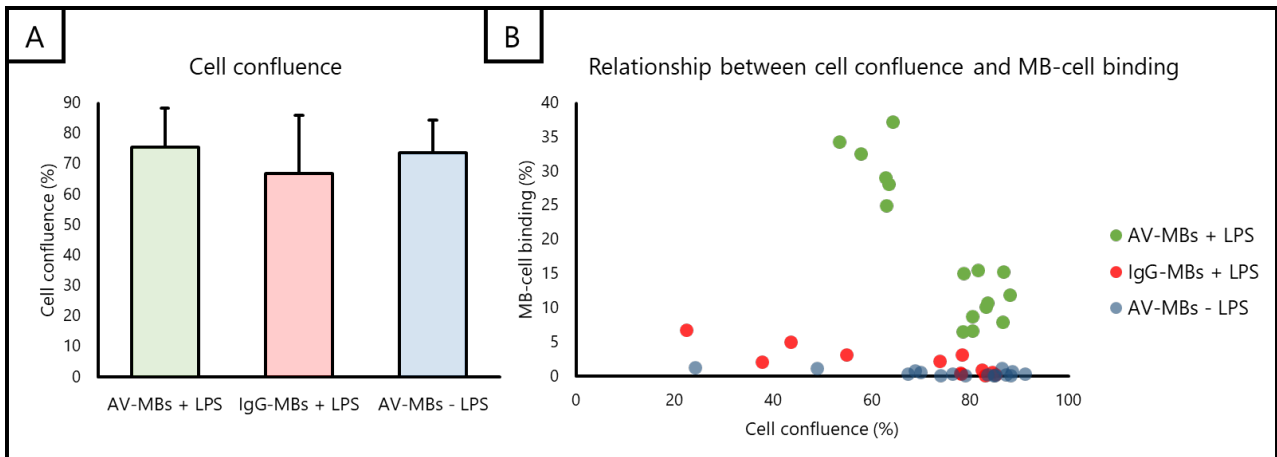 A
Cell confluence
Cell confluence (%)
90
80
70
60
50
40
30
20
10
0
AV-MBs + LPS IgG-MBs + LPS AV-MBs - LPS
B
Relationship between cell confluence and MB-cell binding
MB-cell binding (%)
40
35
30
25
20
15
10
5
0
0 20 40 60 80 100
Cell confluence (%)
AV-MBs + LPS
IgG-MBs + LPS
AV-MBs - LPS